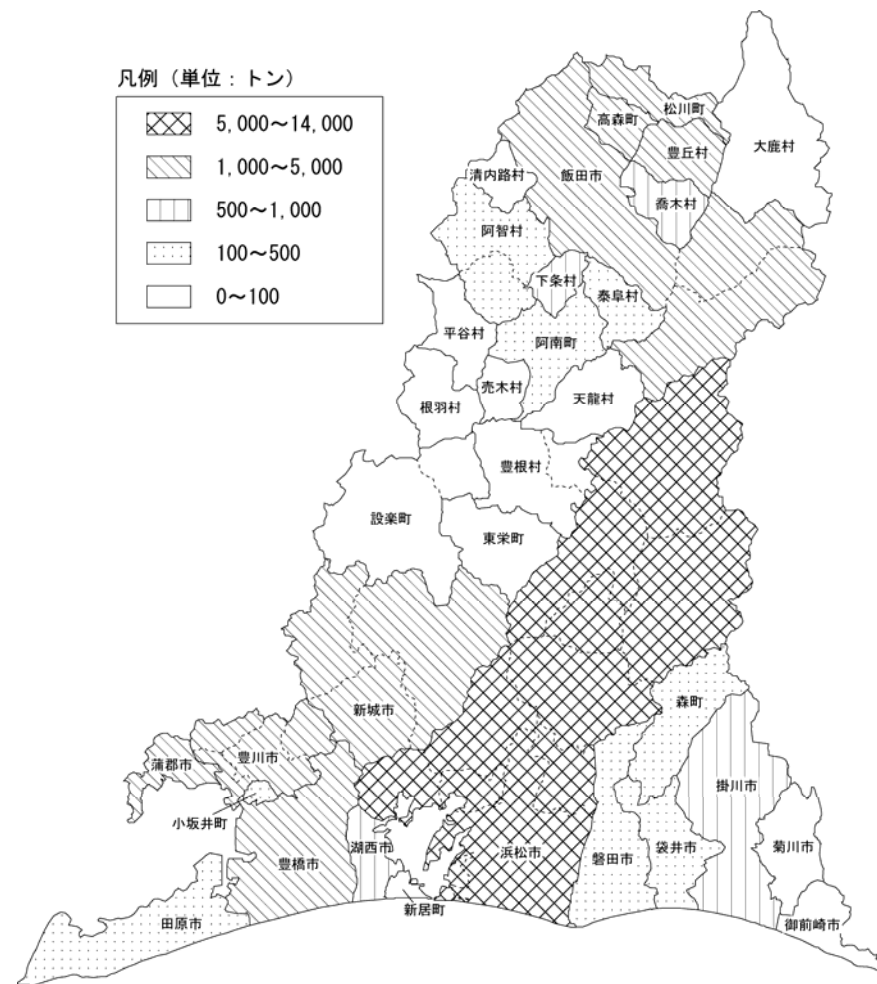 凡例（単位：トン）
5,000～14,000
1,000～5,000
500～1,000
100～500
0～100
松川町
高森町
大鹿村
豊丘村
清内路村
飯田市
喬木村
阿智村
下条村
泰阜村
平谷村
阿南町
売木村
天龍村
根羽村
豊根村
設楽町
東栄町
森町
新城市
豊川市
蒲郡市
掛川市
小坂井町
湖西市
浜松市
磐田市
袋井市
菊川市
豊橋市
新居町
田原市
御前崎市